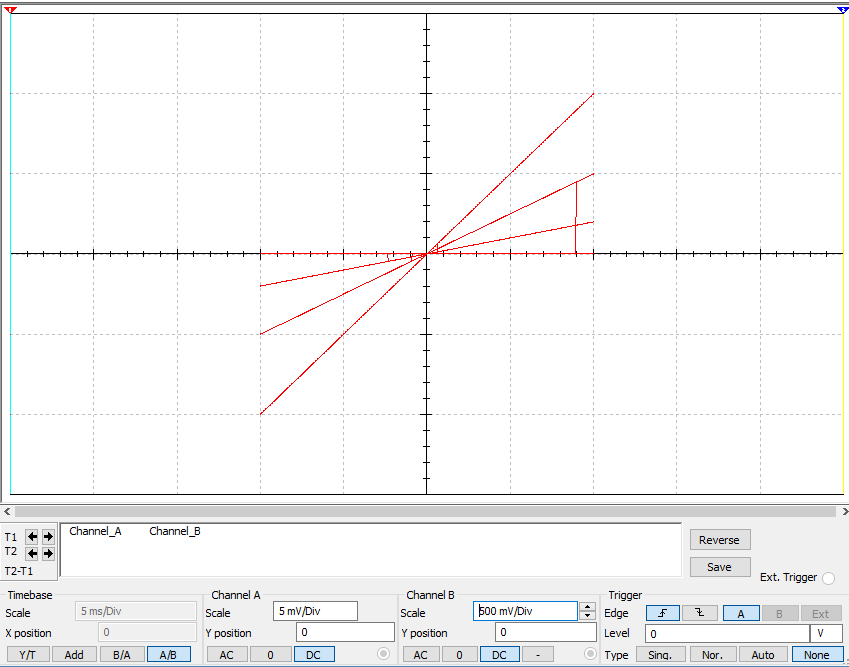 1 2
<
>
T1
T2
T2-T1
Channel_A Channel_B
Reverse
Save
Ext. Trigger
Timebase Channel A Channel B Trigger
Scale 5 ms/Div Scale 5 mV/Div Scale 500 mV/Div Edge A B Ext
X position 0 Y position 0 Y position 0 Level 0 V
Y/T Add B/A A/B AC 0 DC AC 0 DC - Type Sing. Nor. Auto None